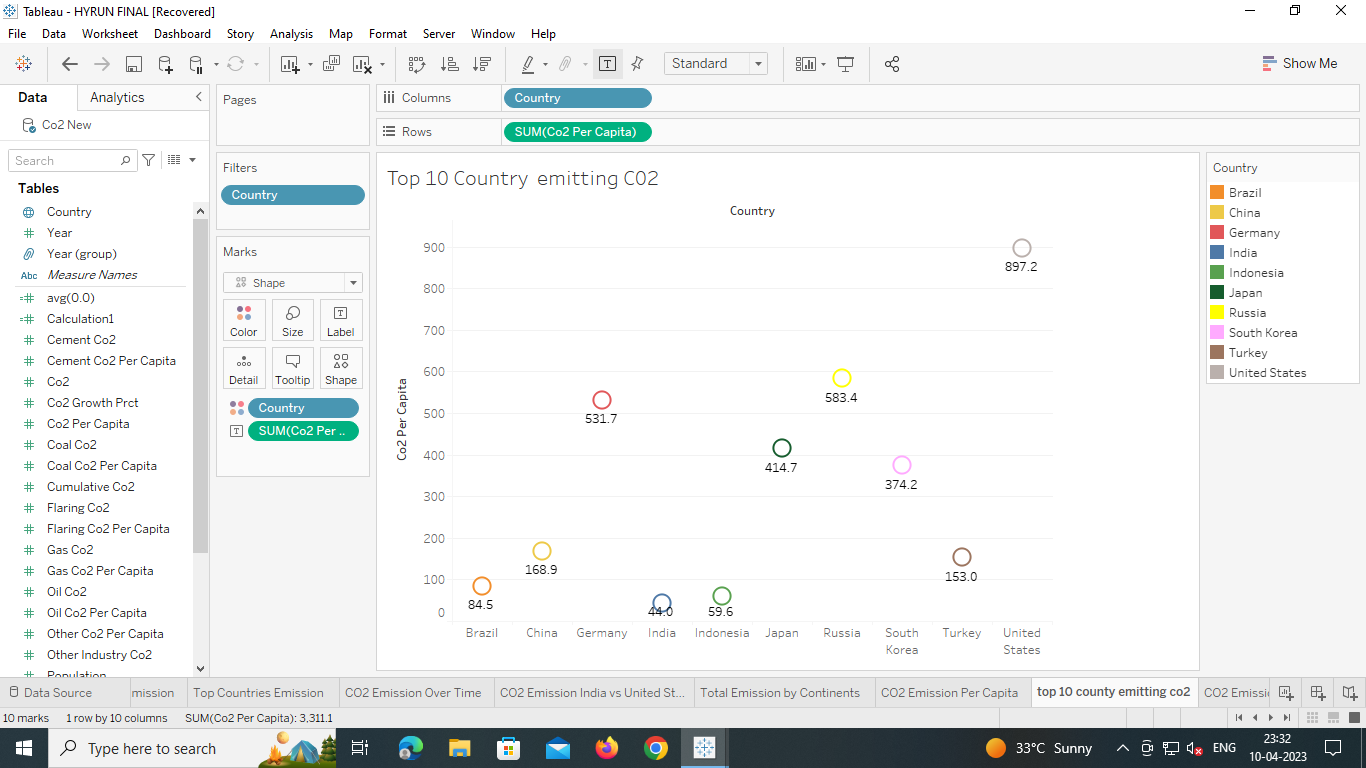 Tableau - HYRUN FINAL [Recovered]
File Data Worksheet Dashboard Story Analysis Map Format Server Window Help
Standard
Show Me
Data Analytics
Co2 New
Search
Tables
Country
Year
Year (group)
Abc Measure Names
avg(0.0)
Calculation1
Cement Co2
Cement Co2 Per Capita
Co2
Co2 Growth Prct
Co2 Per Capita
Coal Co2
Coal Co2 Per Capita
Cumulative Co2
Flaring Co2
Flaring Co2 Per Capita
Gas Co2
Gas Co2 Per Capita
Oil Co2
Oil Co2 Per Capita
Other Co2 Per Capita
Other Industry Co2
Population
Pages
Filters
Country
Marks
Shape
Color Size Label
Detail Tooltip Shape
Country
SUM(Co2 Per ..
Columns Country
Rows SUM(Co2 Per Capita)
Top 10 Country  emitting C02
Country
Co2 Per Capita
900
800
700
600
500
400
300
200
100
0
84.5
168.9
531.7
44.0
59.6
414.7
583.4
374.2
153.0
897.2
Brazil China Germany India Indonesia Japan Russia South Korea Turkey United States
Country
Brazil
China
Germany
India
Indonesia
Japan
Russia
South Korea
Turkey
United States
Data Source mission Top Countries Emission CO2 Emission Over Time CO2 Emission India vs United St... Total Emission by Continents CO2 Emission Per Capita top 10 county emitting co2 CO2 Emissi
10 marks 1 row by 10 columns SUM(Co2 Per Capita): 3,311.1
Type here to search
33°C Sunny
ENG
23:32
10-04-2023